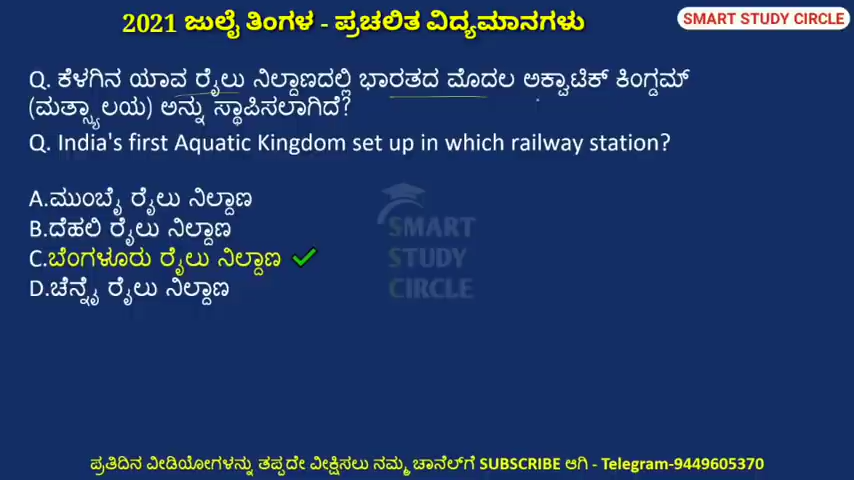 2021 ಜುಲೈ ತಿಂಗಳ - ಪ್ರಚಲಿತ ವಿದ್ಯಮಾನಗಳು
SMART STUDY CIRCLE
Q. ಕೆಳಗಿನ ಯಾವ ರೈಲು ನಿಲ್ದಾಣದಲ್ಲಿ ಭಾರತದ ಮೊದಲ ಅಕ್ವಾಟಿಕ್ ಕಿಂಗ್ಡಮ್
(ಮತ್ಸ್ಯಾಲಯ) ಅನ್ನು ಸ್ಥಾಪಿಸಲಾಗಿದೆ?
Q. India's first Aquatic Kingdom set up in which railway station?
A.ಮುಂಬೈ ರೈಲು ನಿಲ್ದಾಣ
B.ದೆಹಲಿ ರೈಲು ನಿಲ್ದಾಣ
C.ಬೆಂಗಳೂರು ರೈಲು ನಿಲ್ದಾಣ
D.ಚೆನ್ನೈ ರೈಲು ನಿಲ್ದಾಣ
SMART
STUDY
CIRCLE
ಪ್ರತಿದಿನ ವೀಡಿಯೋಗಳನ್ನು ತಪ್ಪದೇ ವೀಕ್ಷಿಸಲು ನಮ್ಮ ಚಾನೆಲ್‌ಗೆ SUBSCRIBE ಆಗಿ - Telegram-9449605370